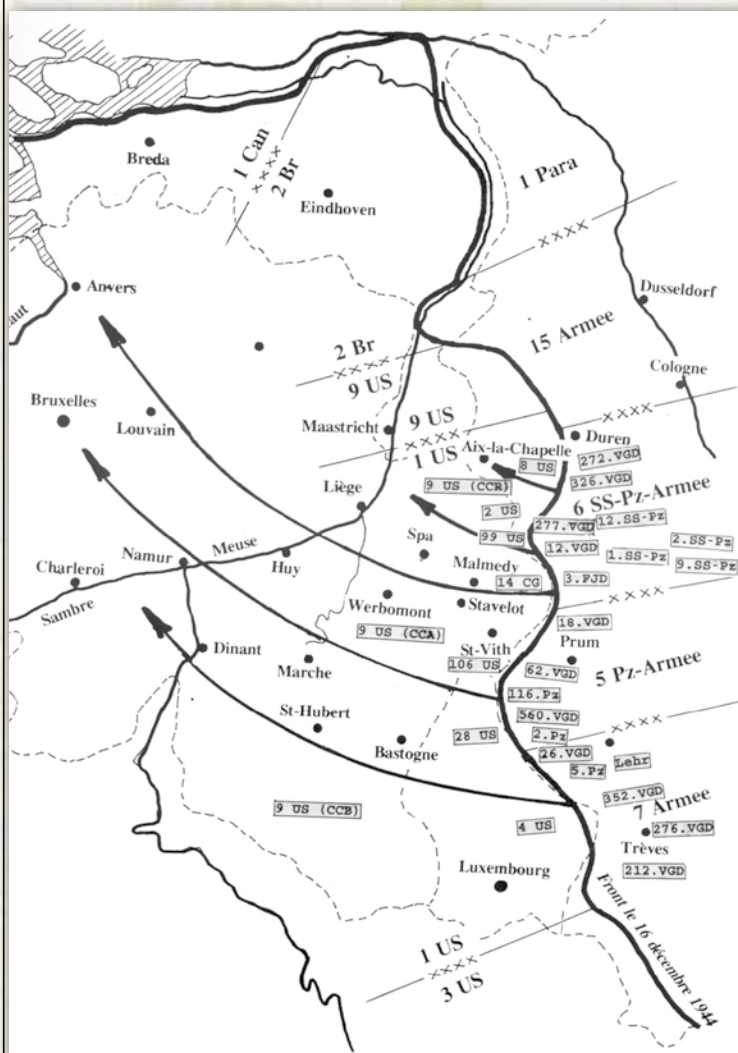 Breda
1 Can
××××
2 Br
Eindhoven
1 Para
××××
Anvers
Dusseldorf
15 Armee
2 Br
××××
9 US
Cologne
Bruxelles
Louvain
Maastricht
9 US
××××
1 US
××××
Duren
Aix-la-Chapelle
8 US
272.VGD
326.VGD
9 US (CCR)
6 SS-Pz-Armee
Liège
2 US
277.VGD
12.SS-Pz
99 US
12.VGD
2.SS-Pz
1.SS-Pz
9.SS-Pz
Spa
Namur
Meuse
Huy
Malmedy
14 CG
3.FJD
××××
Charleroi
Sambre
Werbomont
Stavelot
18.VGD
9 US (CCA)
St-Vith
Prum
Dinant
Marche
106 US
62.VGD
5 Pz-Armee
116.Pz
St-Hubert
560.VGD
××××
28 US
2.Pz
Bastogne
26.VGD
Lehr
5.Pz
352.VGD
9 US (CCB)
7 Armee
4 US
276.VGD
Trèves
212.VGD
Luxembourg
Front le 16 décembre 1944
1 US
××××
3 US